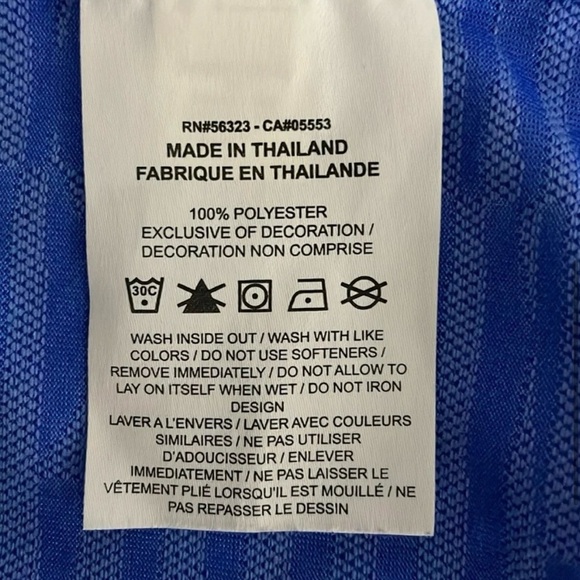 RN#56323 - CA#05553
MADE IN THAILAND
FABRIQUE EN THAILANDE
100% POLYESTER
EXCLUSIVE OF DECORATION /
DECORATION NON COMPRISE
30C
WASH INSIDE OUT / WASH WITH LIKE
COLORS / DO NOT USE SOFTENERS /
REMOVE IMMEDIATELY / DO NOT ALLOW TO
LAY ON ITSELF WHEN WET / DO NOT IRON
DESIGN
LAVER A L'ENVERS / LAVER AVEC COULEURS
SIMILAIRES / NE PAS UTILISER
D'ADOUCISSEUR / ENLEVER
IMMEDIATEMENT / NE PAS LAISSER LE
VÊTEMENT PLIÉ LORSQU'IL EST MOUILLÉ / NE
PAS REPASSER LE DESSIN